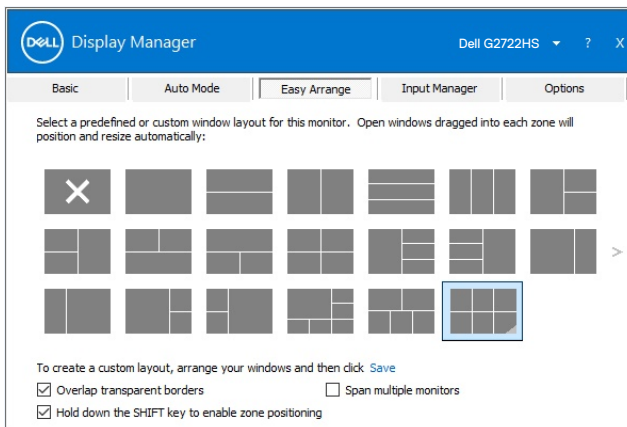 DELL Display Manager
Dell G2722HS ? X
Basic Auto Mode Easy Arrange Input Manager Options
Select a predefined or custom window layout for this monitor. Open windows dragged into each zone will
position and resize automatically:
To create a custom layout, arrange your windows and then click Save
Overlap transparent borders Span multiple monitors
Hold down the SHIFT key to enable zone positioning